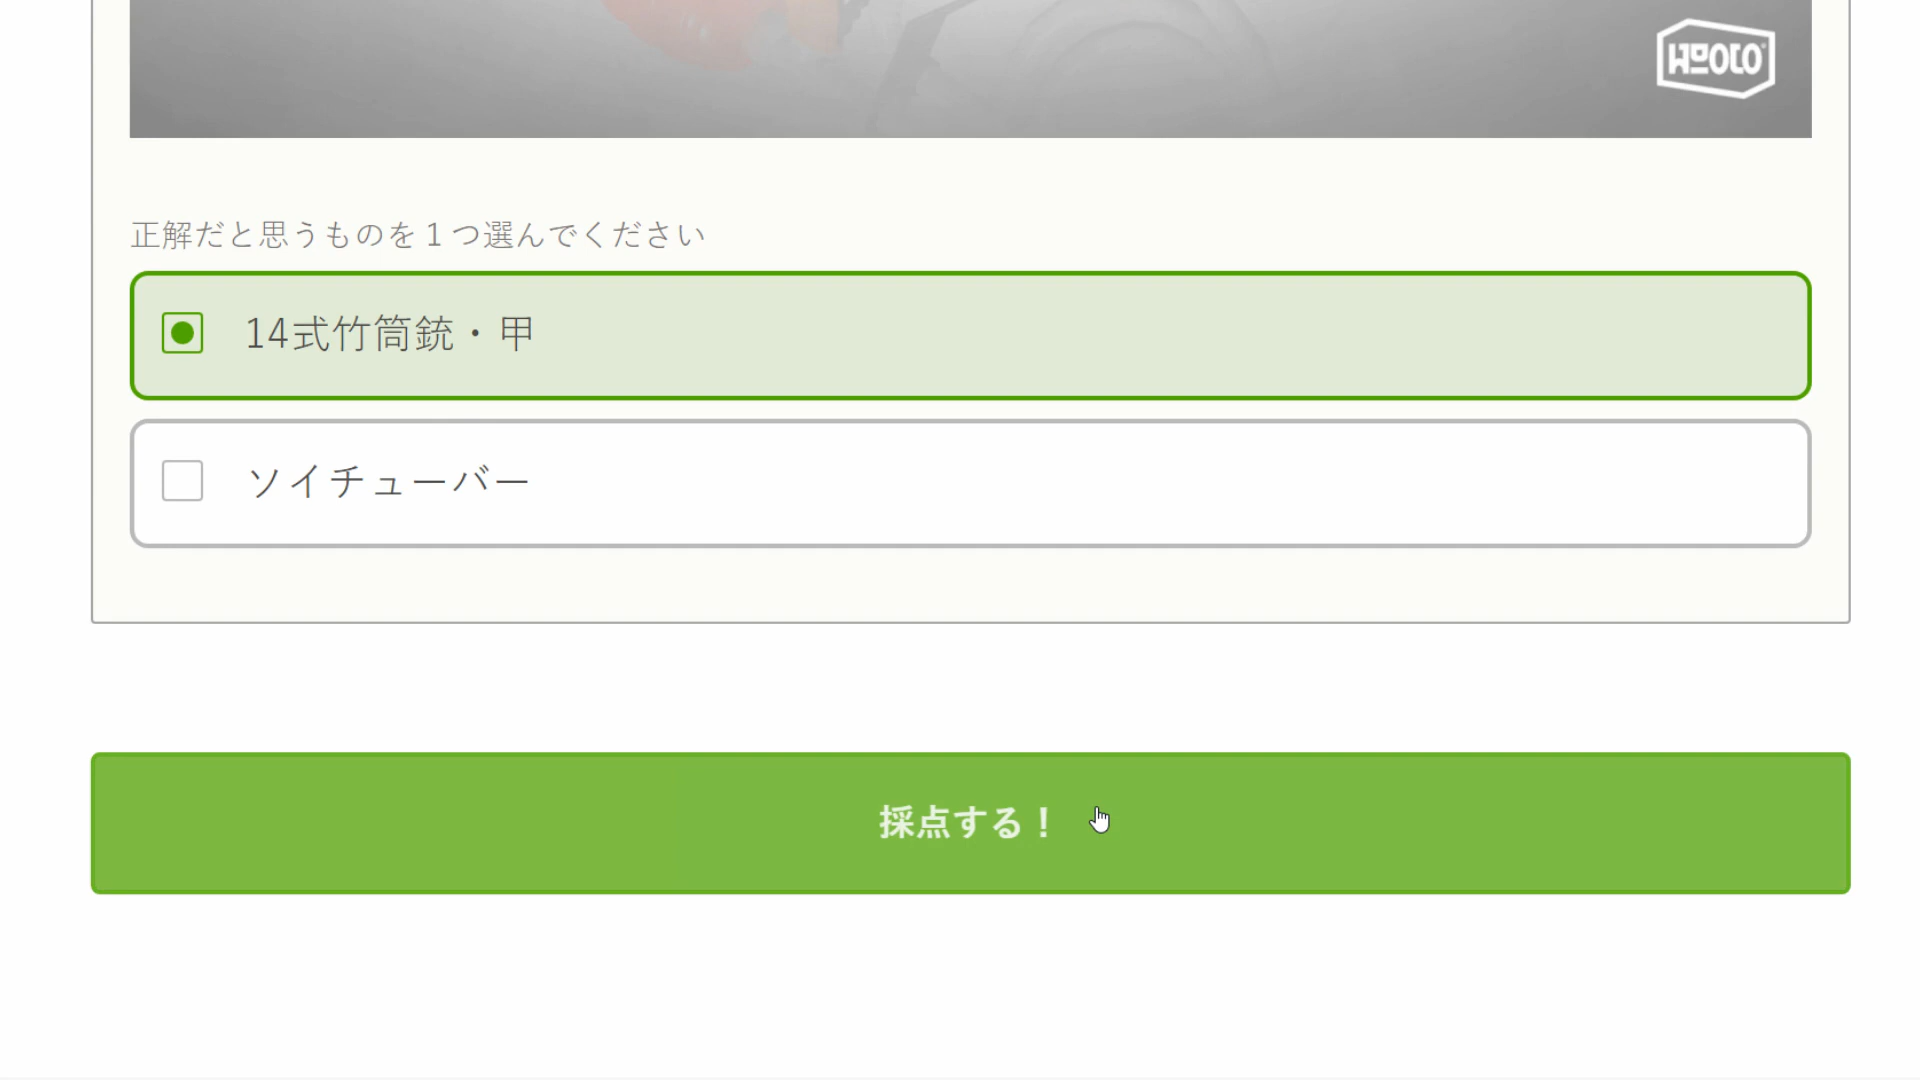 正解だと思うものを１つ選んでください
14式竹筒銃・甲
ソイチューバー
採点する！